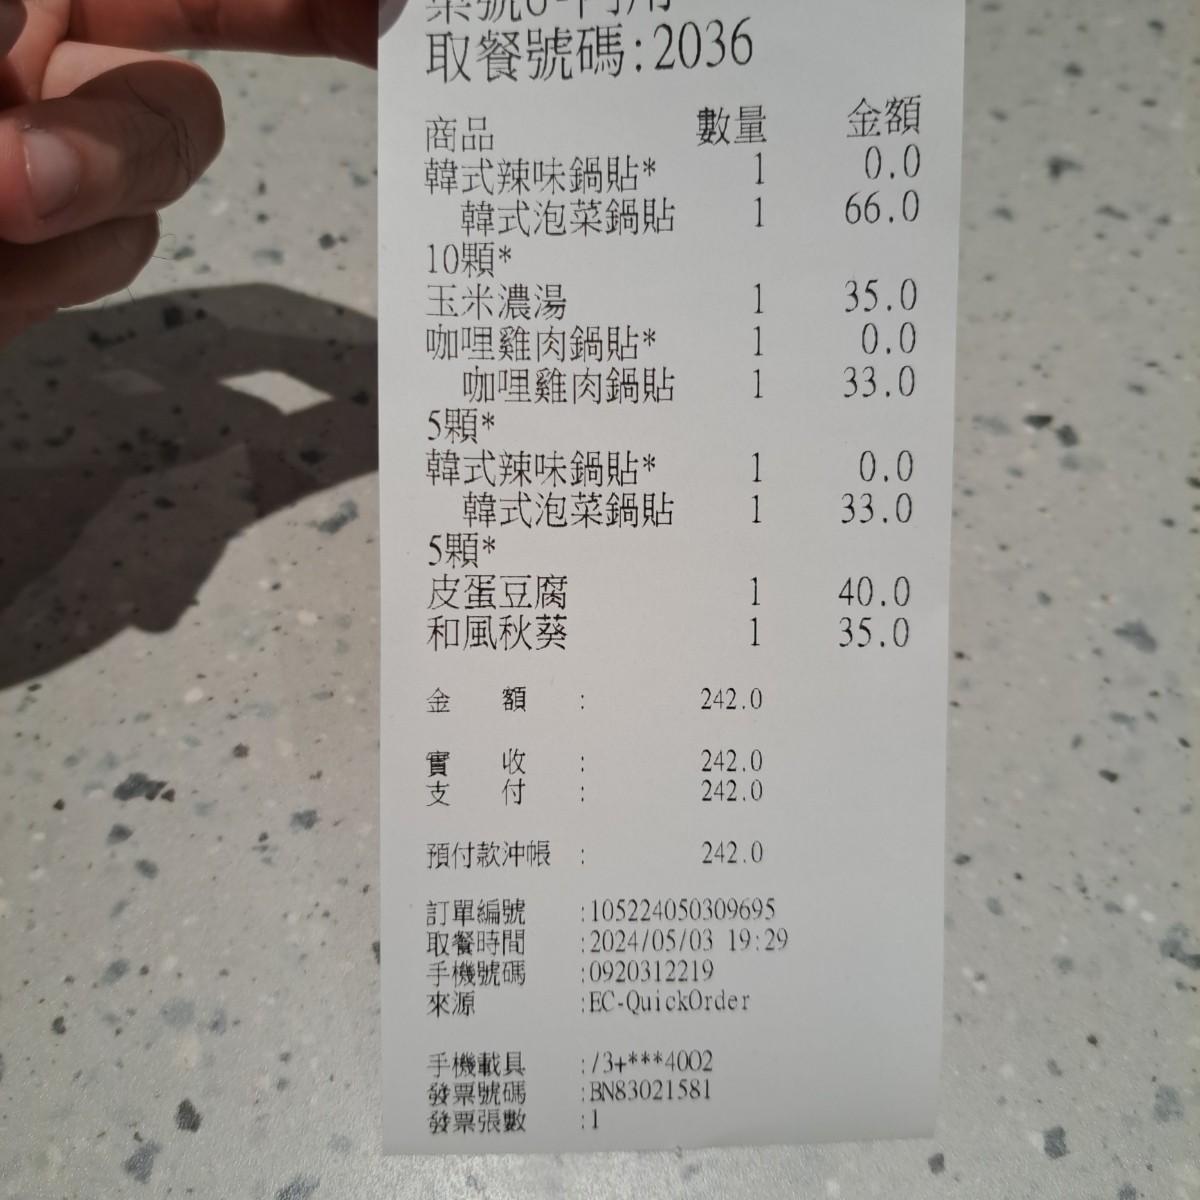 取餐號碼:2036
商品 數量 金額
韓式辣味鍋貼* 1 0.0
韓式泡菜鍋貼 1 66.0
10顆*
玉米濃湯 1 35.0
咖哩雞肉鍋貼* 1 0.0
咖哩雞肉鍋貼 1 33.0
5顆*
韓式辣味鍋貼* 1 0.0
韓式泡菜鍋貼 1 33.0
5顆*
皮蛋豆腐 1 40.0
和風秋葵 1 35.0
金 額 : 242.0
實 收 : 242.0
支 付 : 242.0
預付款沖帳 : 242.0
訂單編號 :105224050309695
取餐時間 :2024/05/03 19:29
手機號碼 :0920312219
來源 :EC-QuickOrder
手機載具 :/3+***4002
發票號碼 :BN83021581
發票張數 :1